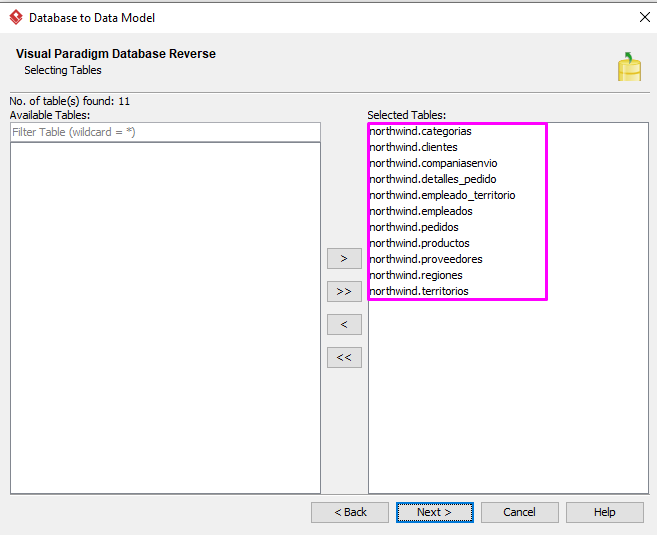 Database to Data Model
Visual Paradigm Database Reverse
Selecting Tables
No. of table(s) found: 11
Available Tables:
Filter Table (wildcard = *)
>
>>
<
<<
Selected Tables:
northwind.categorias
northwind.clientes
northwind.companiasenvio
northwind.detalles_pedido
northwind.empleado_territorio
northwind.empleados
northwind.pedidos
northwind.productos
northwind.proveedores
northwind.regiones
northwind.territorios
< Back
Next >
Cancel
Help